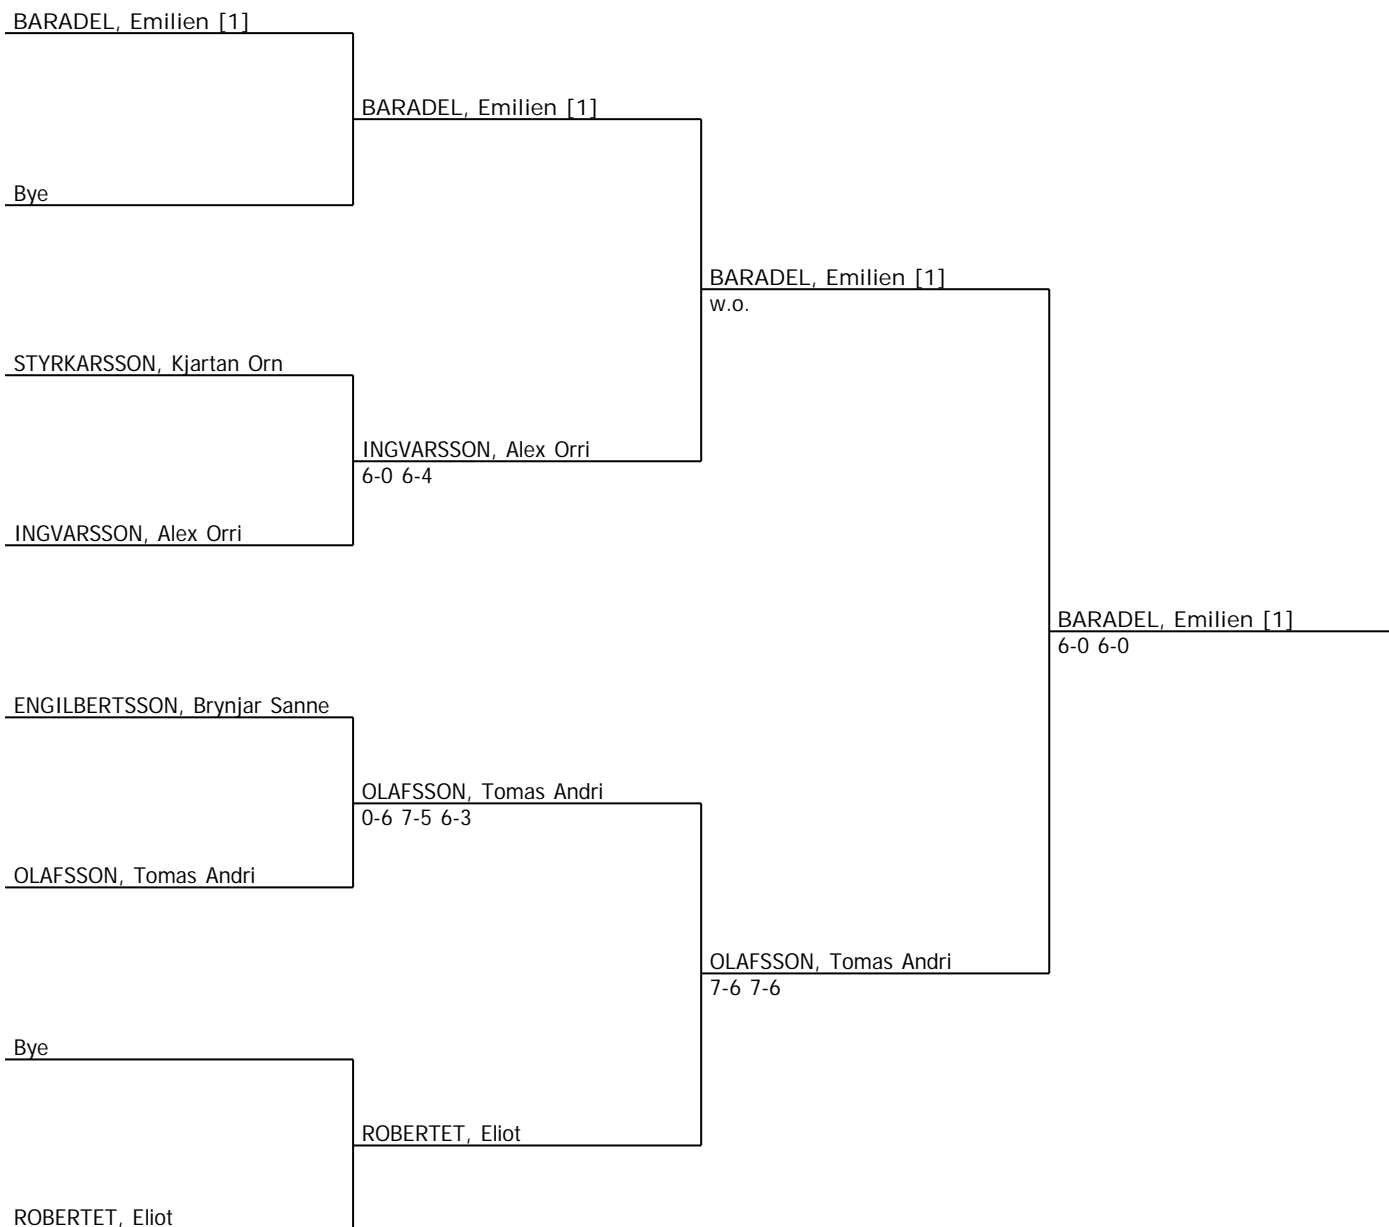 BARADEL, Emilien [1]
BARADEL, Emilien [1]
Bye
BARADEL, Emilien [1]
w.o.
STYRKARSSON, Kjartan Orn
INGVARSSON, Alex Orri
6-0 6-4
INGVARSSON, Alex Orri
BARADEL, Emilien [1]
6-0 6-0
ENGILBERTSSON, Brynjar Sanne
OLAFSSON, Tomas Andri
0-6 7-5 6-3
OLAFSSON, Tomas Andri
OLAFSSON, Tomas Andri
7-6 7-6
Bye
ROBERTET, Eliot
ROBERTET, Eliot